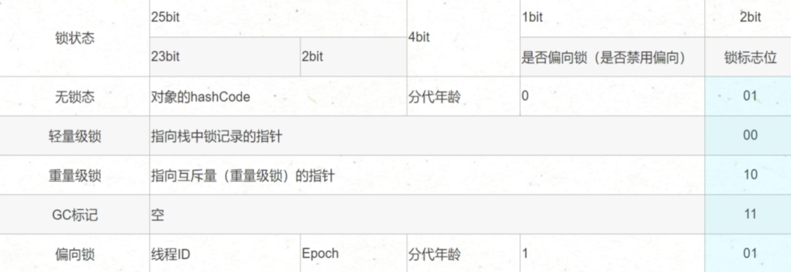 锁状态 25bit 4bit 1bit 2bit
23bit 2bit 是否偏向锁（是否禁用偏向） 锁标志位
无锁态 对象的hashCode 分代年龄 0 01
轻量级锁 指向栈中锁记录的指针 00
重量级锁 指向互斥量（重量级锁）的指针 10
GC标记 空 11
偏向锁 线程ID Epoch 分代年龄 1 01